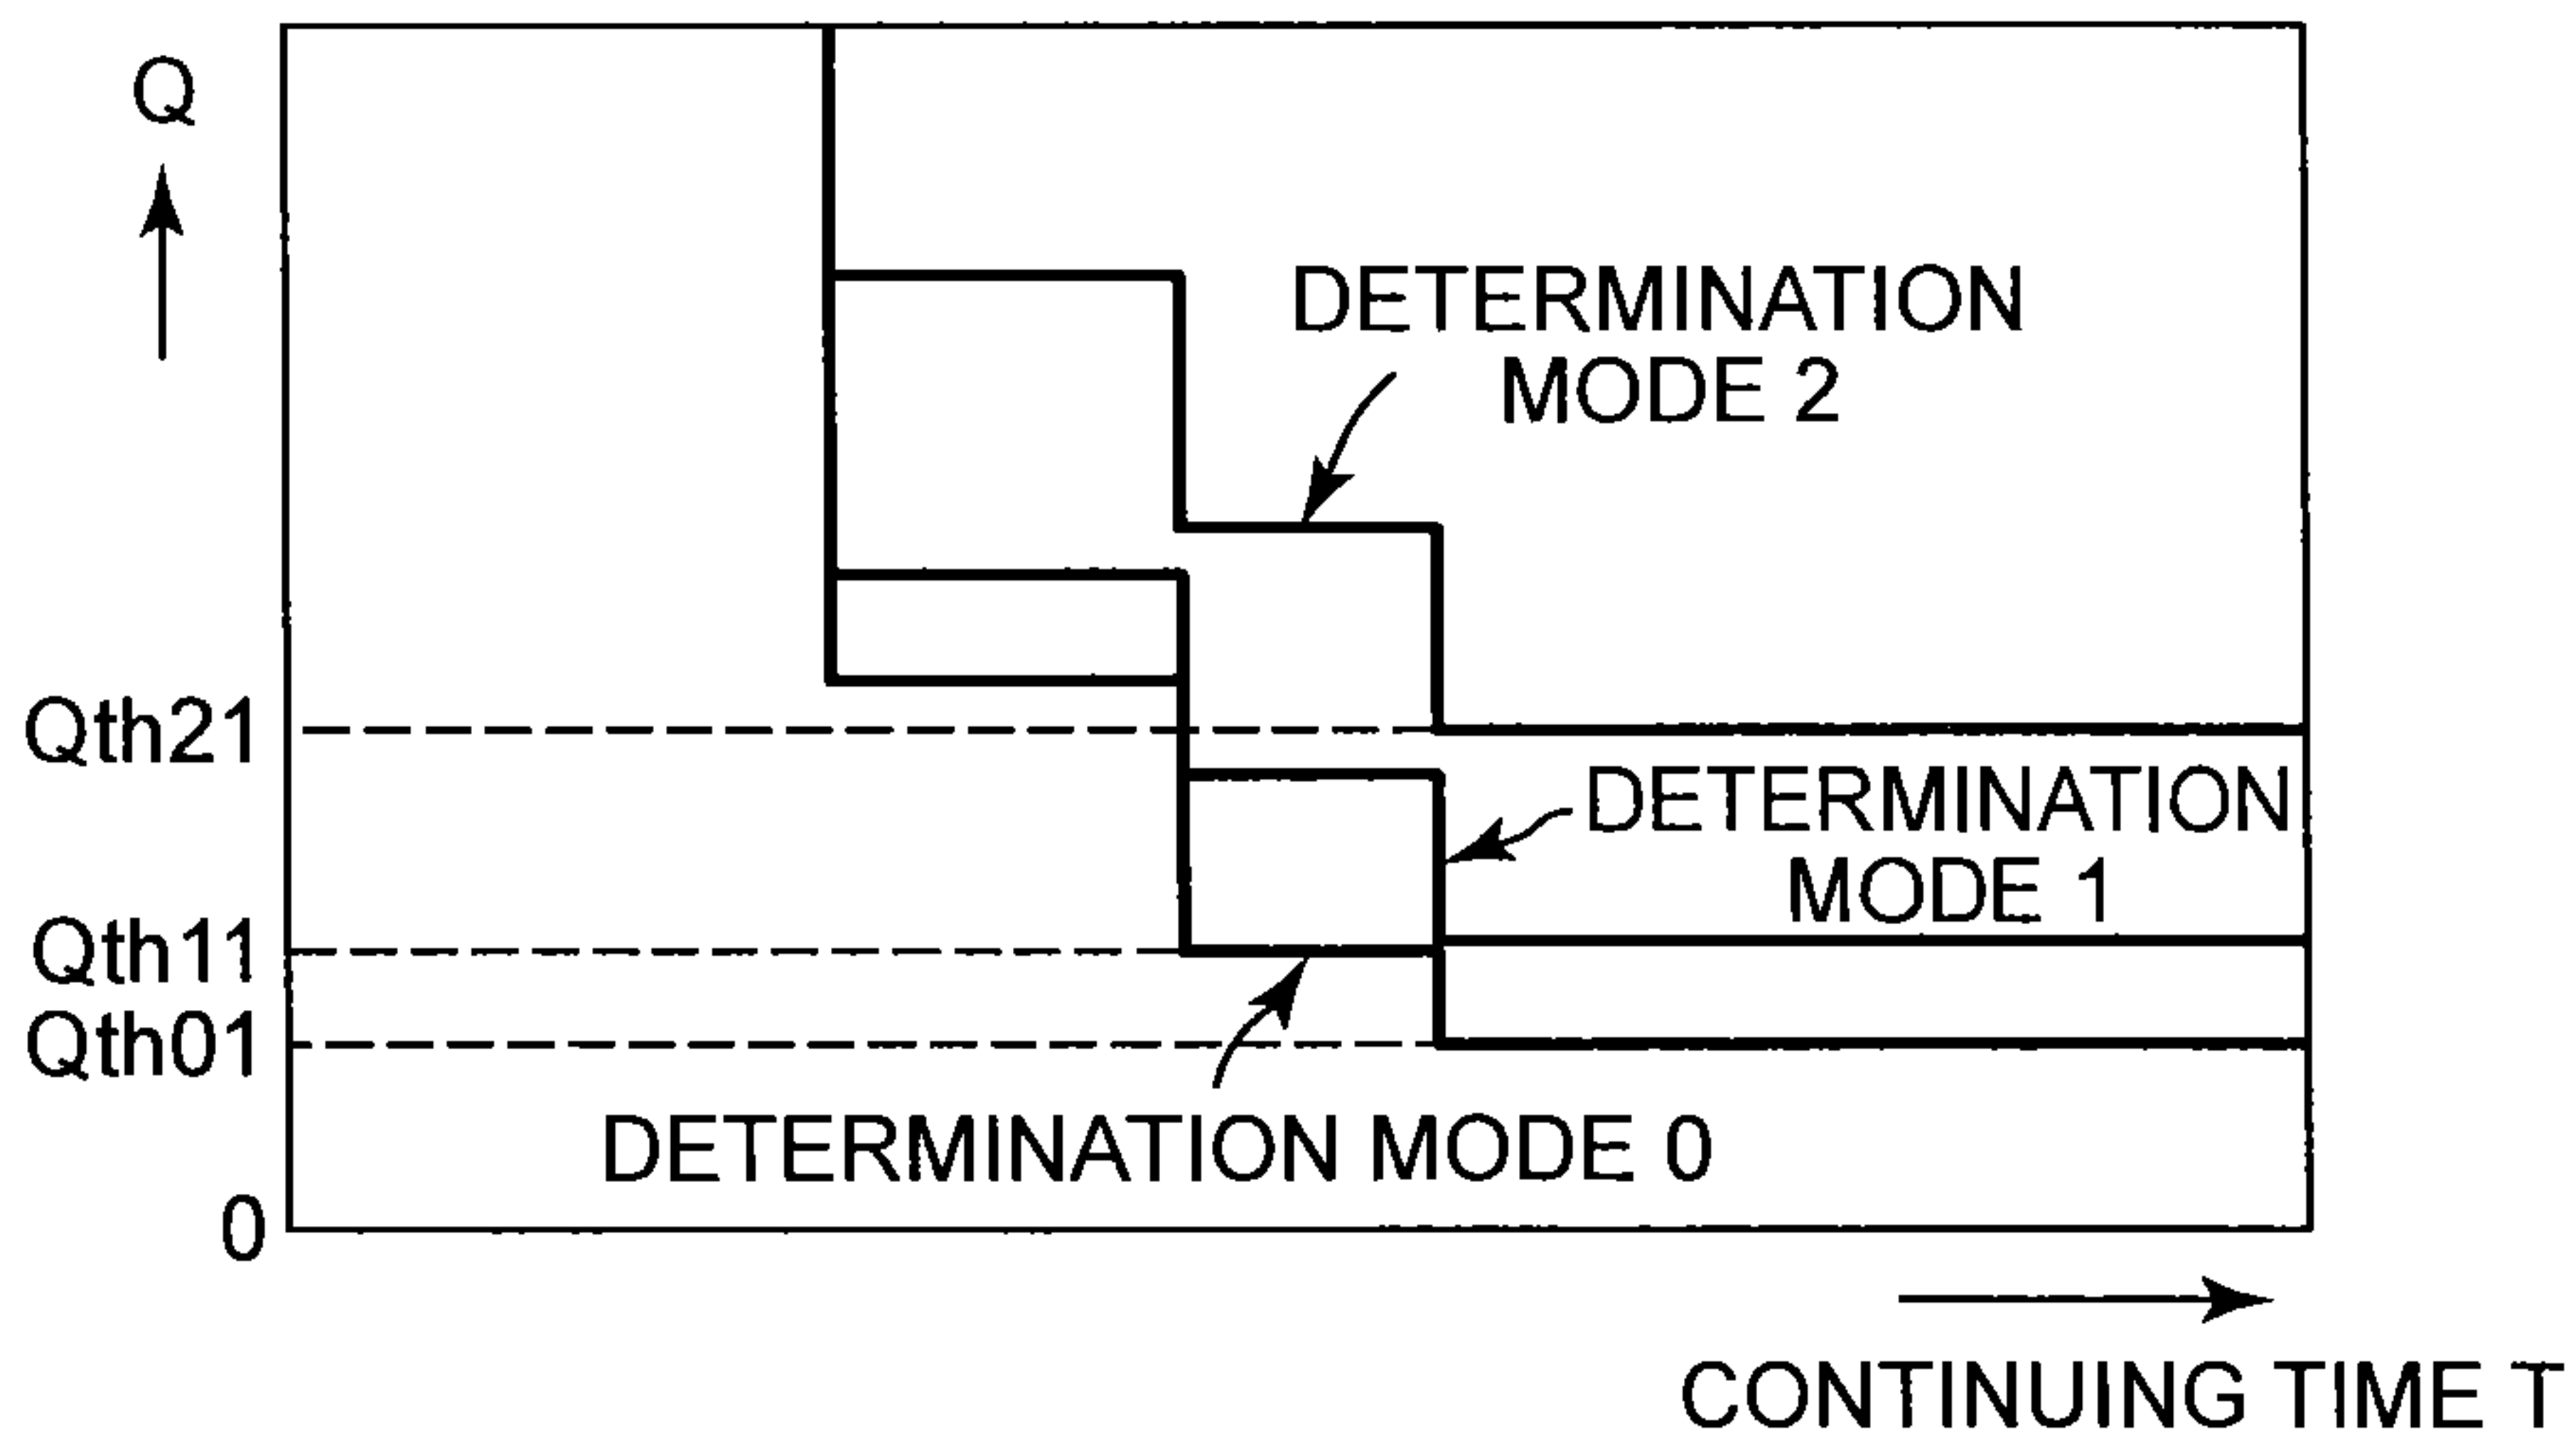 Q
DETERMINATION
MODE 2
Qth21
DETERMINATION
MODE 1
Qth11
Qth01
DETERMINATION MODE 0
0
CONTINUING TIME T